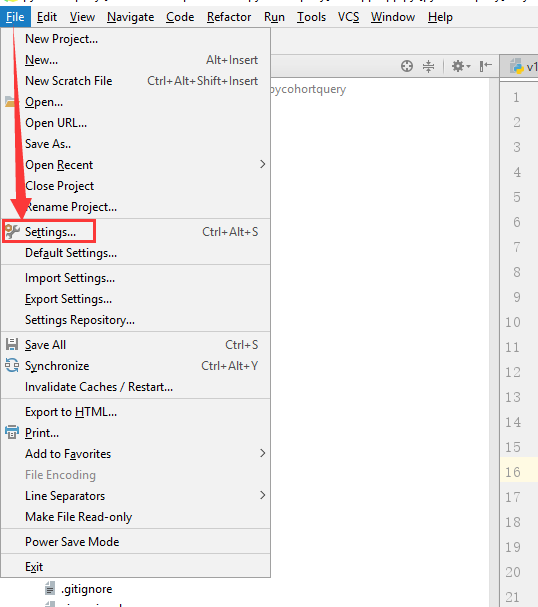 File Edit View Navigate Code Refactor Run Tools VCS Window Help
New Project...
New... Alt+Insert
New Scratch File Ctrl+Alt+Shift+Insert
Open...
Open URL...
Save As..
Open Recent
Close Project
Rename Project...
Settings... Ctrl+Alt+S
Default Settings...
Import Settings...
Export Settings...
Settings Repository...
Save All Ctrl+S
Synchronize Ctrl+Alt+Y
Invalidate Caches / Restart...
Export to HTML...
Print...
Add to Favorites
File Encoding
Line Separators
Make File Read-only
Power Save Mode
Exit
.gitignore
bycohortquery
v1
1
2
3
4
5
6
7
8
9
10
11
12
13
14
15
16
17
18
19
20
21